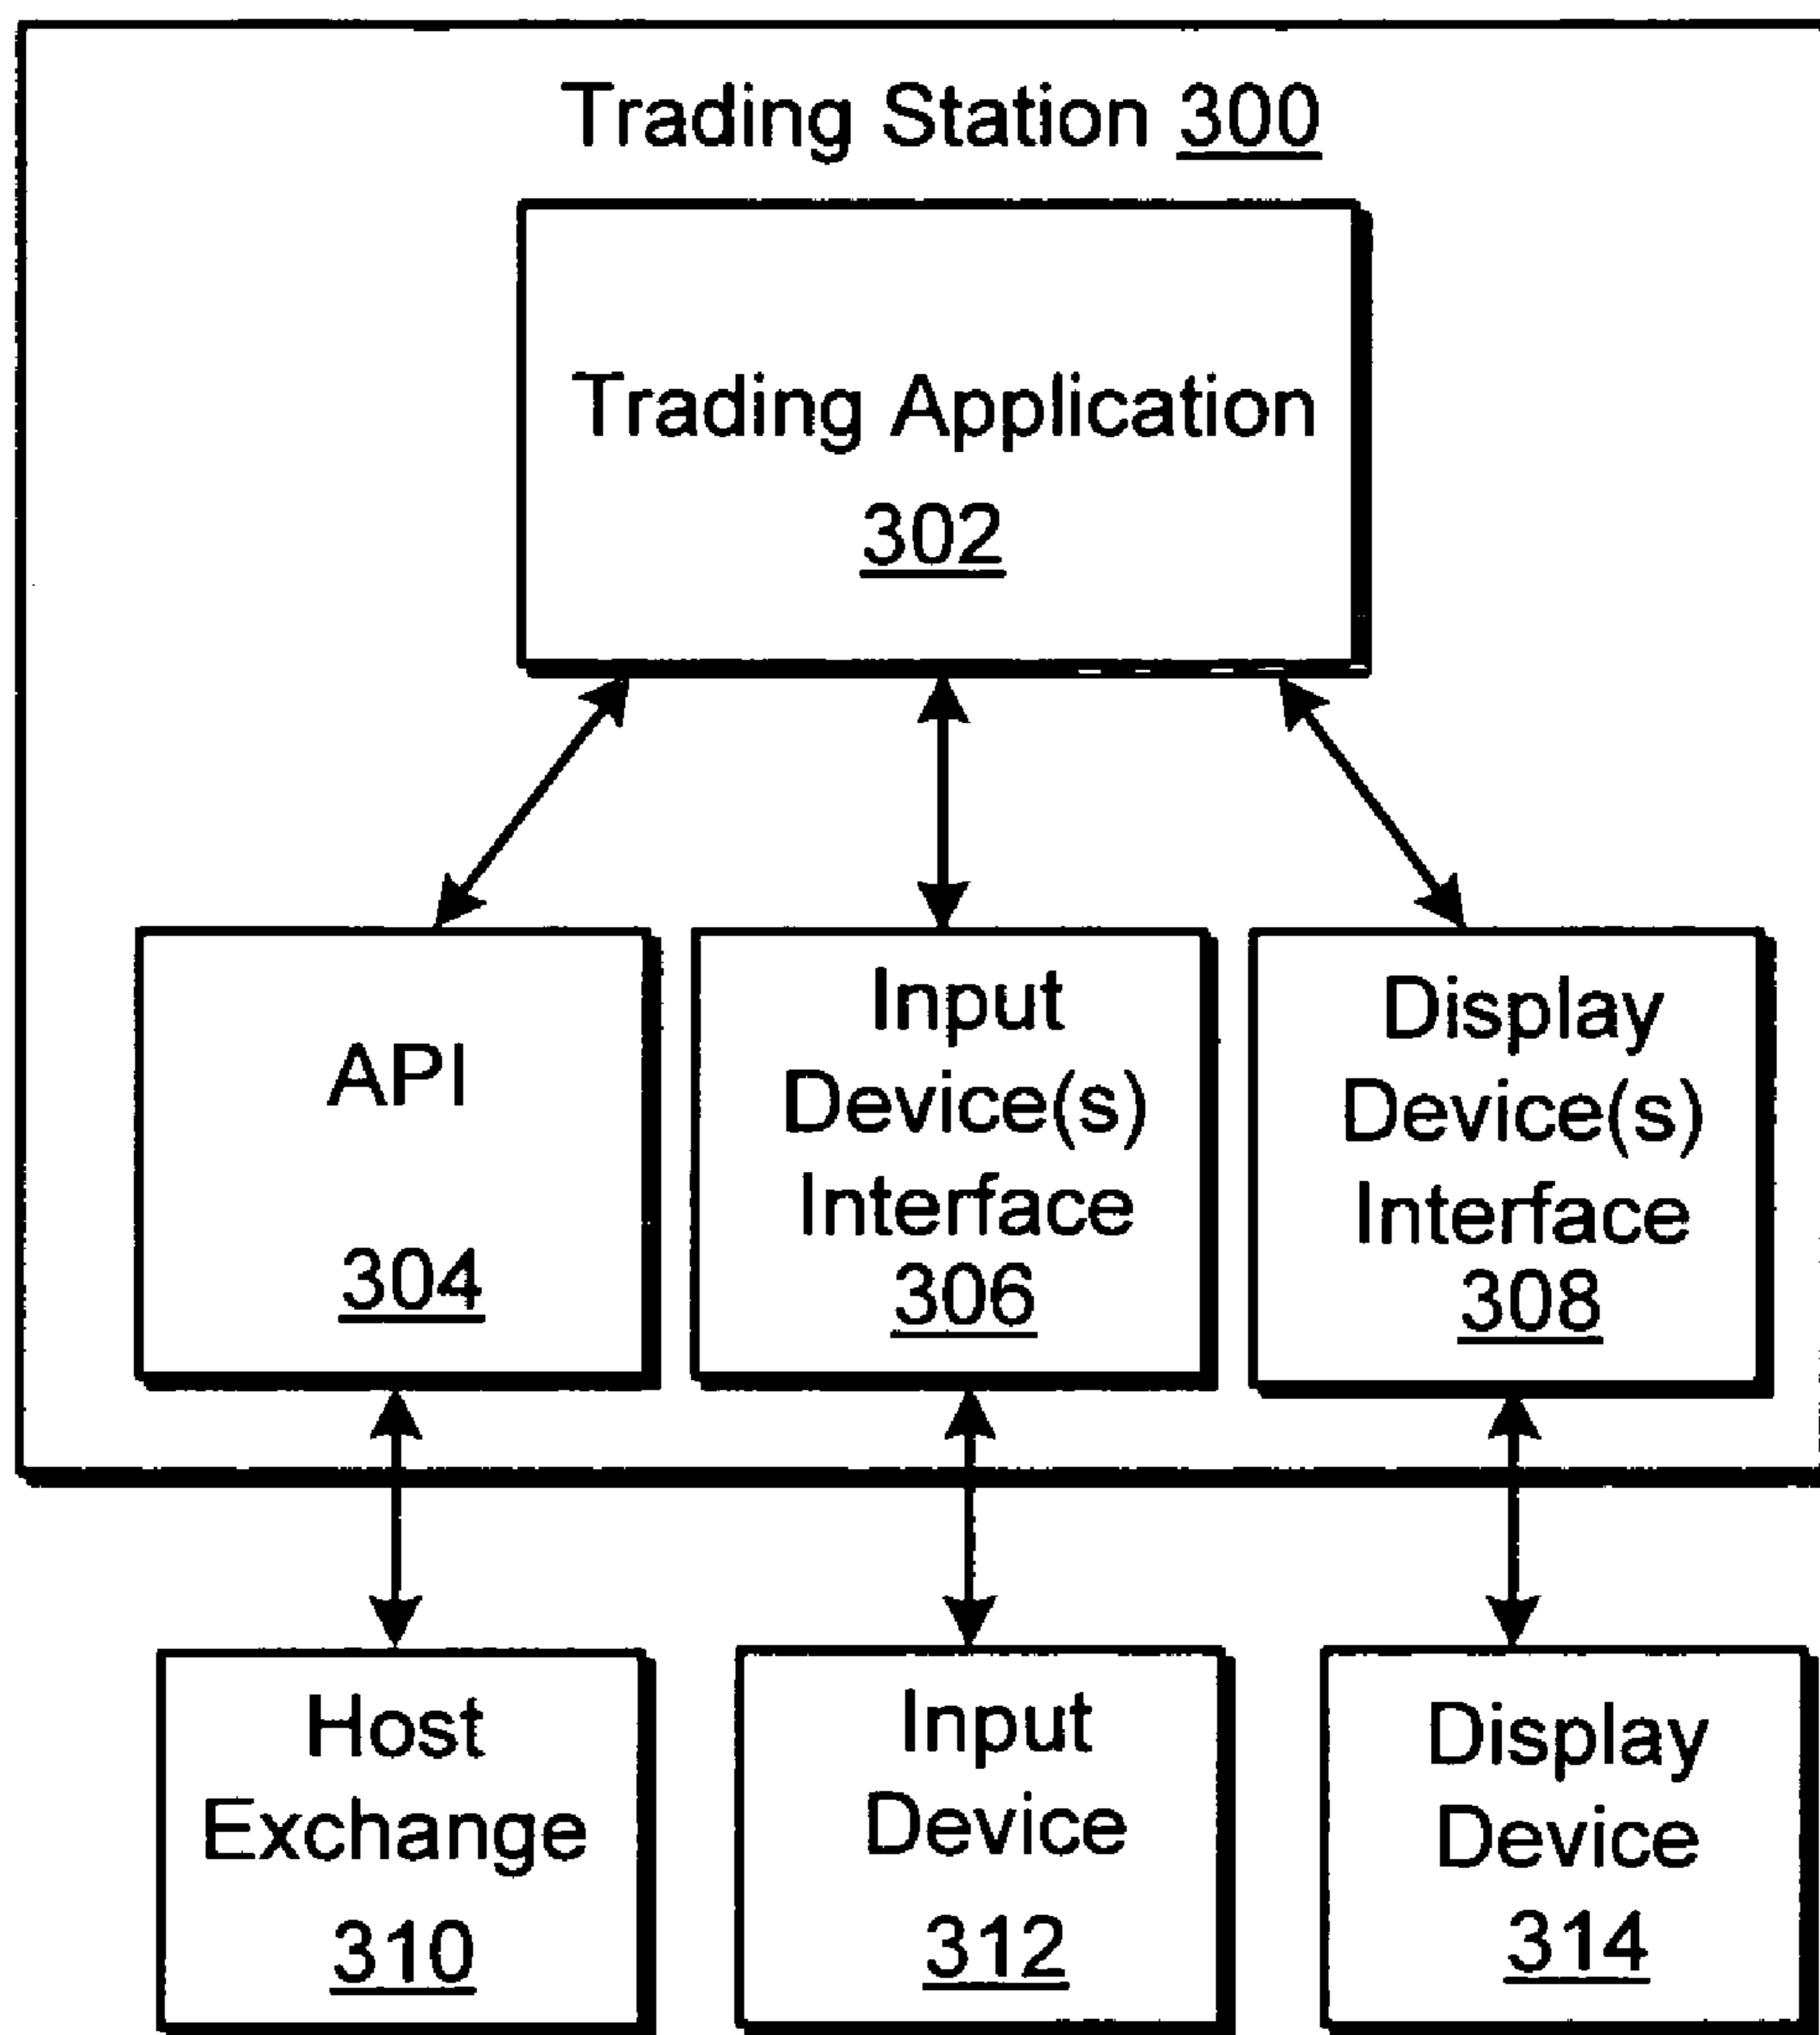 Trading Station 300
Trading Application
302
API
304
Input
Device(s)
Interface
306
Display
Device(s)
Interface
308
Host
Exchange
310
Input
Device
312
Display
Device
314